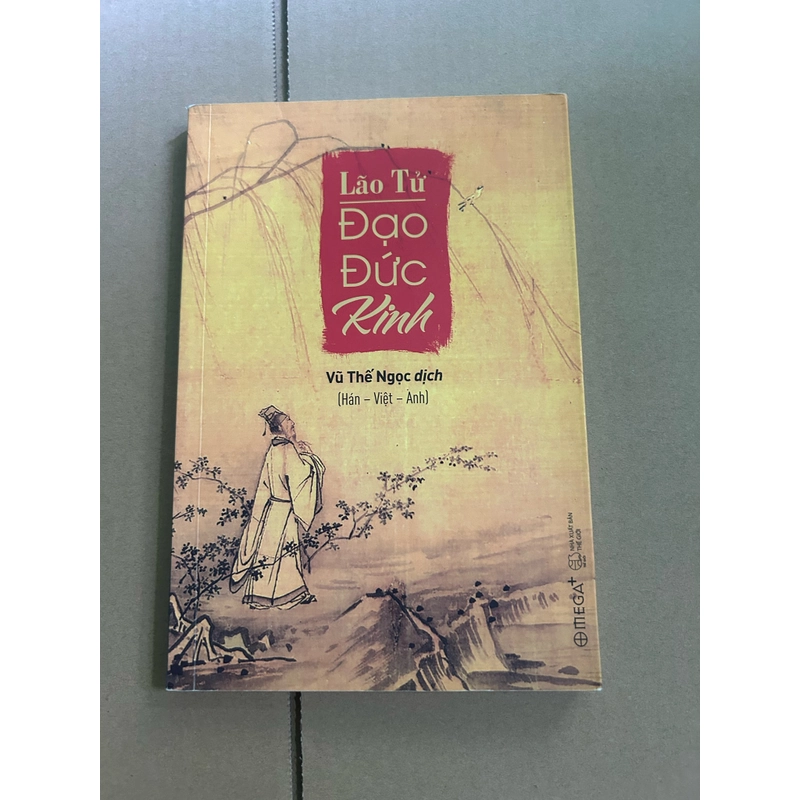 Lão Tử
Đạo
Đức
Kinh
Vũ Thế Ngọc dịch
(Hán – Việt – Anh)
OMEGA+
NHÀ XUẤT BẢN
THẾ GIỚI